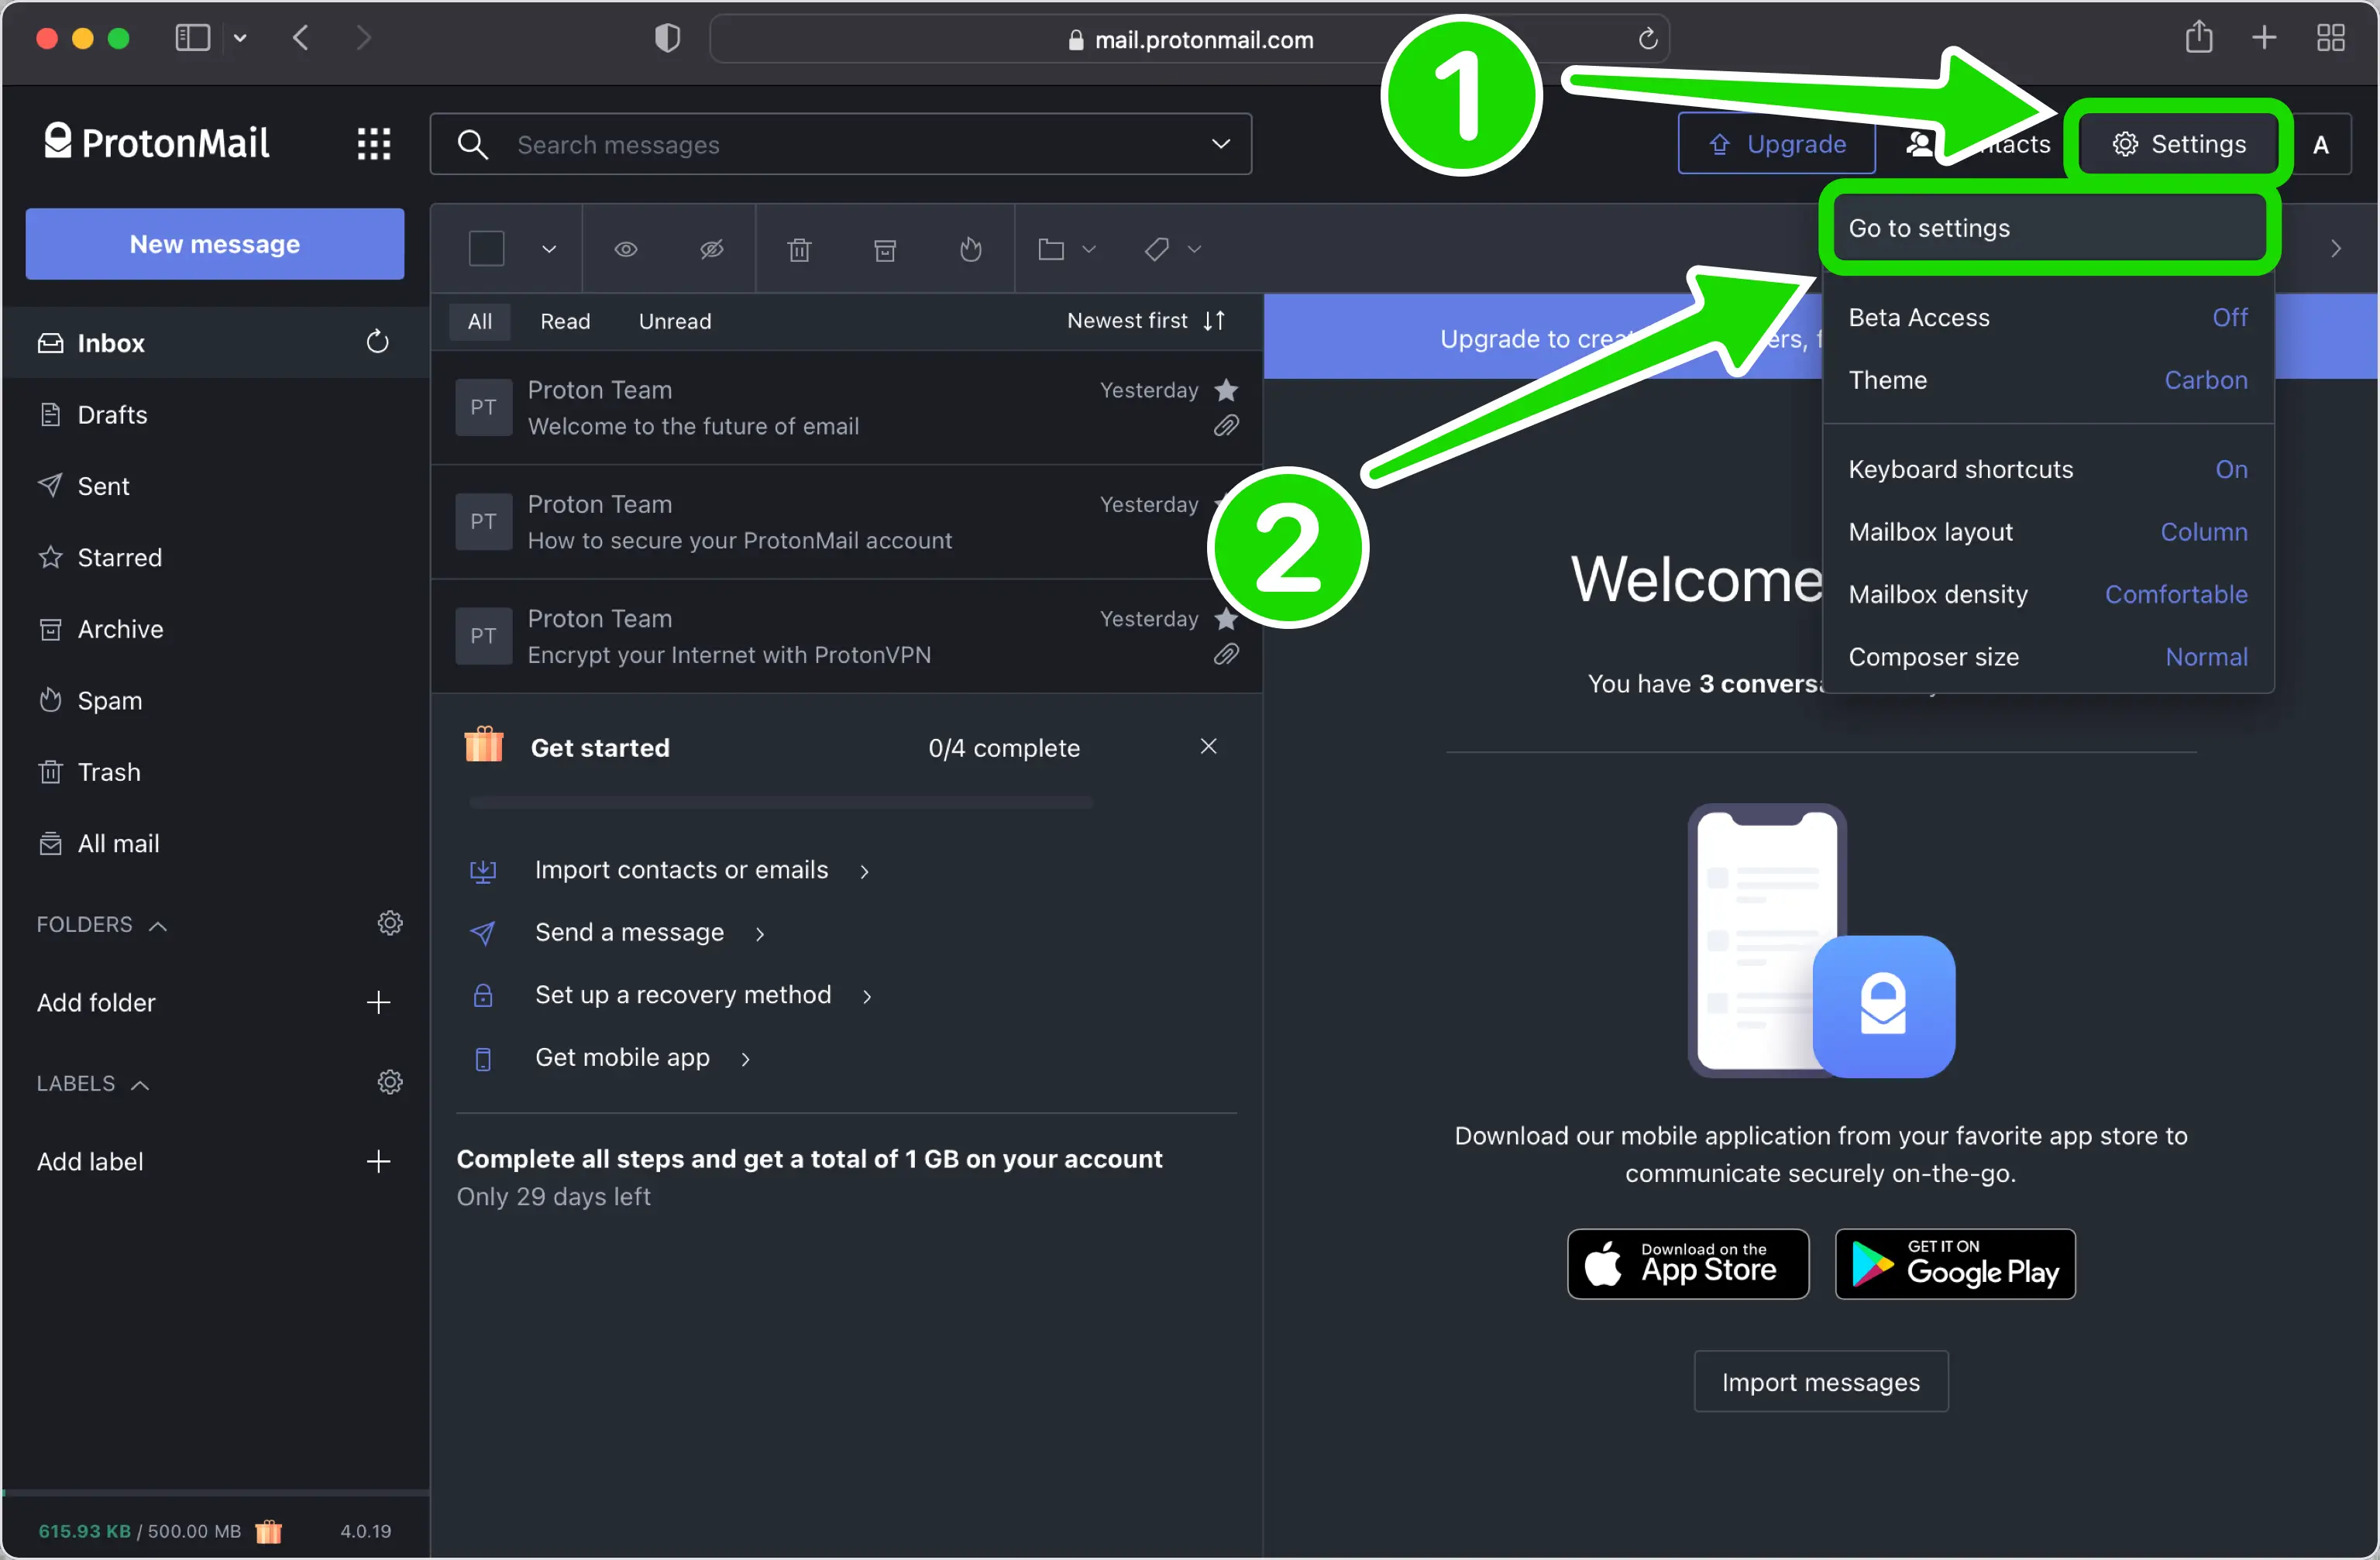 mail.protonmail.com
1
ProtonMail
Search messages
Upgrade
Settings
A
New message
Go to settings
All
Read
Unread
Newest first
Upgrade to
Beta Access
Off
Theme
Carbon
Keyboard shortcuts
On
Mailbox layout
Column
Mailbox density
Comfortable
Composer size
Normal
Inbox
Drafts
Sent
Starred
Archive
Spam
Trash
All mail
FOLDERS
Add folder
LABELS
Add label
PT
Proton Team
Yesterday
Welcome to the future of email
PT
Proton Team
Yesterday
How to secure your ProtonMail account
2
PT
Proton Team
Yesterday
Encrypt your Internet with ProtonVPN
Get started
0/4 complete
Import contacts or emails
Send a message
Set up a recovery method
Get mobile app
Complete all steps and get a total of 1 GB on your account
Only 29 days left
Welcome
You have 3
Download our mobile application from your favorite app store to
communicate securely on-the-go.
Download on the
App Store
GET IT ON
Google Play
Import messages
615.93 KB / 500.00 MB
4.0.19